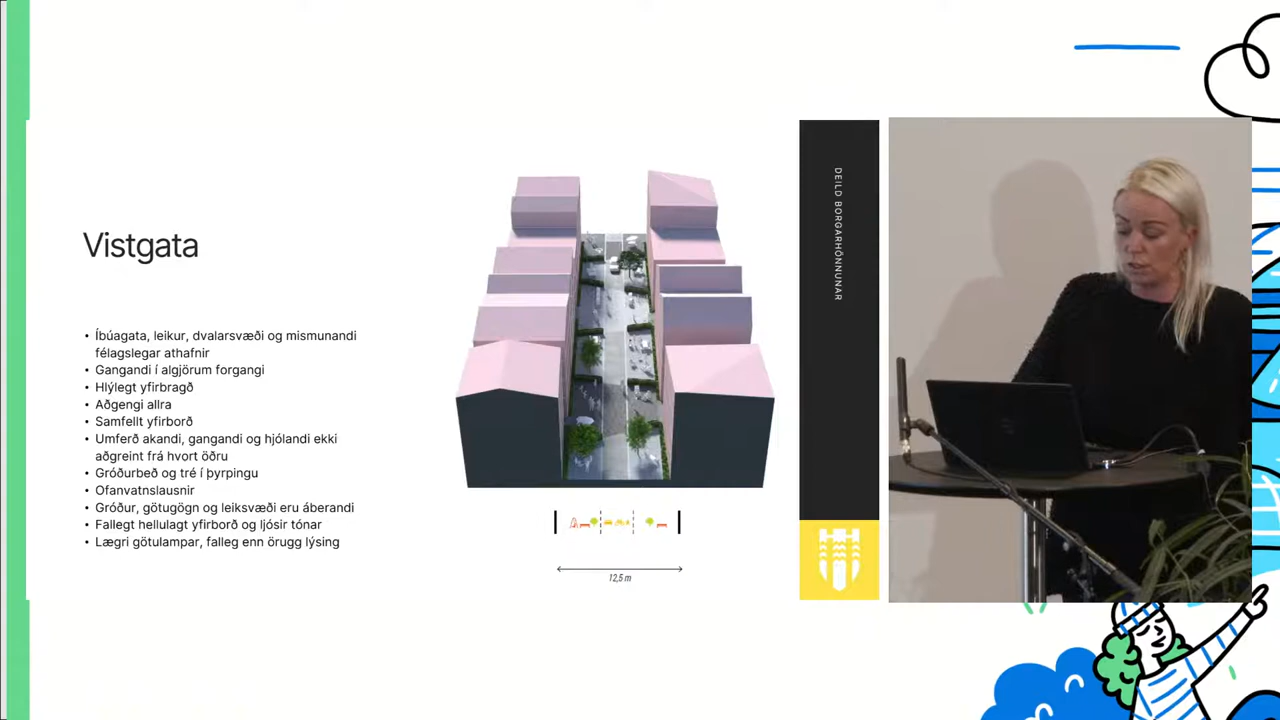 Vistgata
• Íbúagata, leikur, dvalarsvæði og mismunandi
félagslegar athafnir
• Gangandi í algjörum forgangi
• Hlýlegt yfirbragð
• Aðgengi allra
• Samfellt yfirborð
• Umferð akandi, gangandi og hjólandi ekki
aðgreint frá hvort öðru
• Gróðurbeð og tré í þyrpingu
• Ofanvatnslausnir
• Gróður, götugögn og leiksvæði eru áberandi
• Fallegt hellulagt yfirborð og ljósir tónar
• Lægri götulampar, falleg enn örugg lýsing
12,5 m
DEILD BORGARHÖNNUNAR